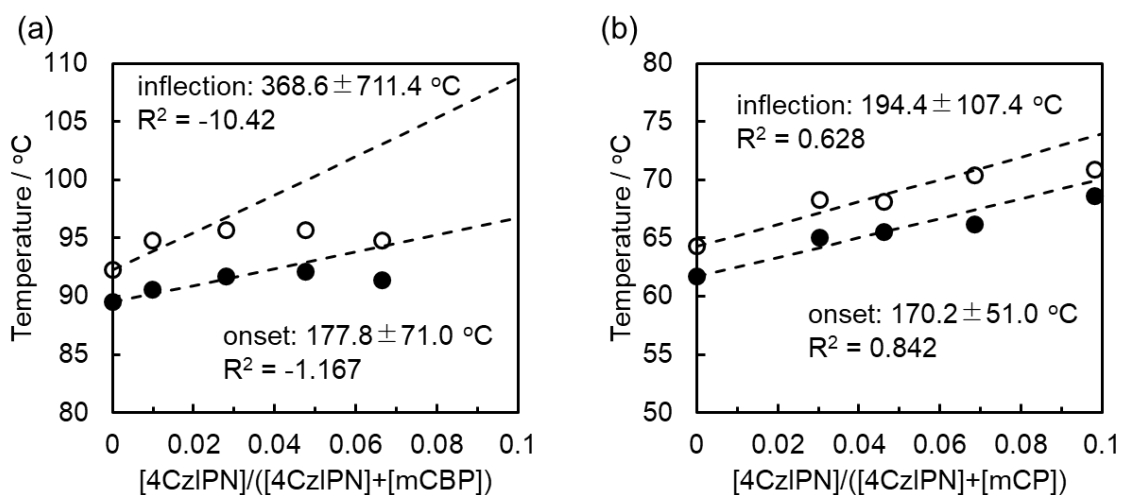 (a)
110
105
100
95
90
85
80
Temperature / °C
inflection: 368.6±711.4 °C
R² = -10.42
onset: 177.8±71.0 °C
R² = -1.167
0 0.02 0.04 0.06 0.08 0.1
[4CzIPN]/([4CzIPN]+[mCBP])
(b)
80
75
70
65
60
55
50
Temperature / °C
inflection: 194.4±107.4 °C
R² = 0.628
onset: 170.2±51.0 °C
R² = 0.842
0 0.02 0.04 0.06 0.08 0.1
[4CzIPN]/([4CzIPN]+[mCP])